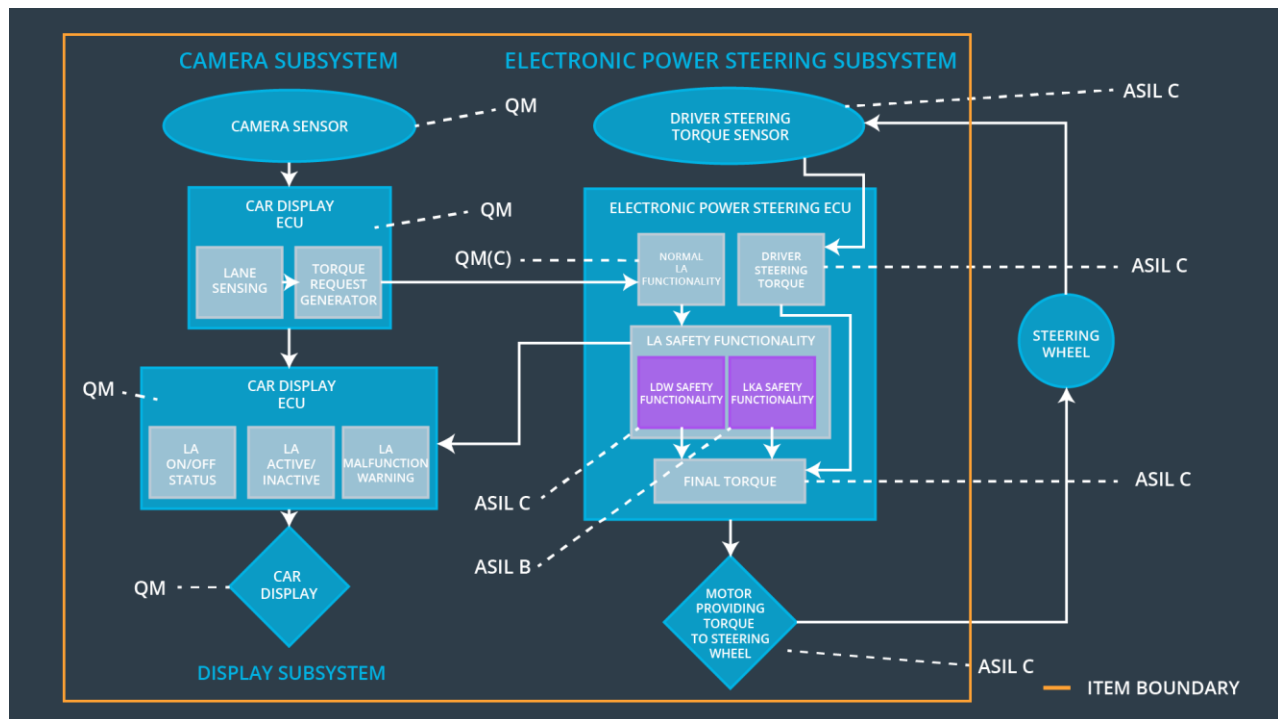 CAMERA SUBSYSTEM
ELECTRONIC POWER STEERING SUBSYSTEM
CAMERA SENSOR
QM
DRIVER STEERING
TORQUE SENSOR
ASIL C
CAR DISPLAY
ECU
QM
LANE
SENSING
TORQUE
REQUEST
GENERATOR
ELECTRONIC POWER STEERING ECU
QM(C)
NORMAL
LA
FUNCTIONALITY
DRIVER
STEERING
TORQUE
ASIL C
LA SAFETY FUNCTIONALITY
LDW SAFETY
FUNCTIONALITY
LKA SAFETY
FUNCTIONALITY
STEERING
WHEEL
QM
CAR DISPLAY
ECU
LA
ON/OFF
STATUS
LA
ACTIVE/
INACTIVE
LA
MALFUNCTION
WARNING
FINAL TORQUE
ASIL C
ASIL C
ASIL B
QM
CAR
DISPLAY
MOTOR
PROVIDING
TORQUE
TO STEERING
WHEEL
ASIL C
DISPLAY SUBSYSTEM
ITEM BOUNDARY